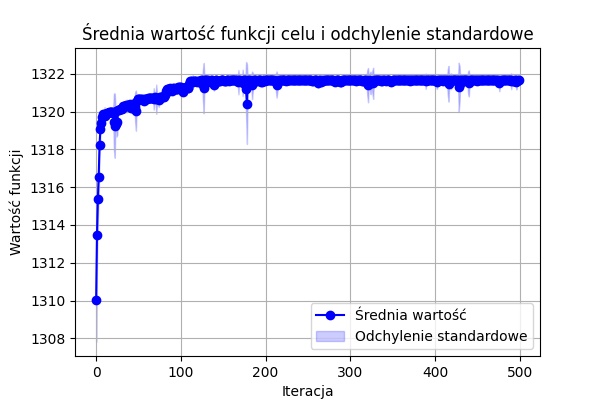 Średnia wartość funkcji celu i odchylenie standardowe
Wartość funkcji
1322
1320
1318
1316
1314
1312
1310
1308
Średnia wartość
Odchylenie standardowe
0 100 200 300 400 500
Iteracja